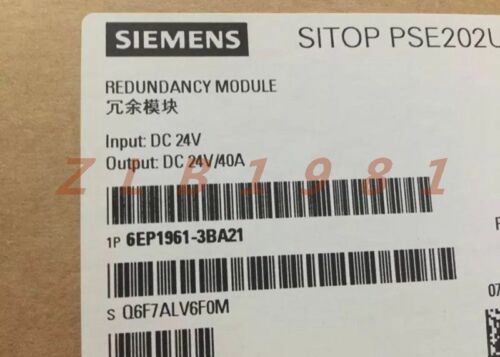 SIEMENS SITOP PSE202U
REDUNDANCY MODULE
冗余模块
Input: DC 24V
Output: DC 24V/40A
ZLB1981
1P 6EP1961-3BA21
S Q6F7ALV6F0M
07